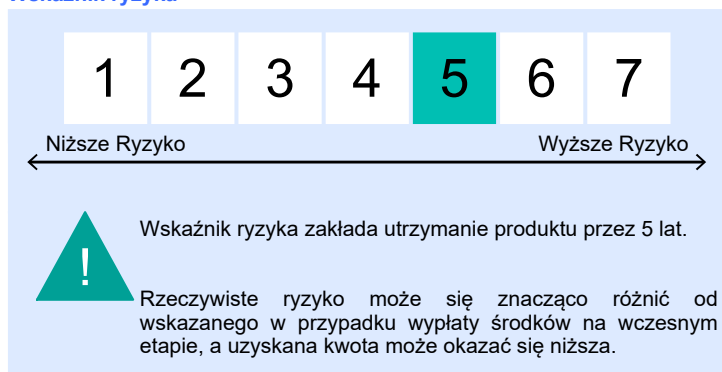 1 2 3 4 5 6 7
Niższe Ryzyko Wyższe Ryzyko
!
Wskaźnik ryzyka zakłada utrzymanie produktu przez 5 lat.
Rzeczywiste ryzyko może się znacząco różnić od
wskazanego w przypadku wypłaty środków na wczesnym
etapie, a uzyskana kwota może okazać się niższa.